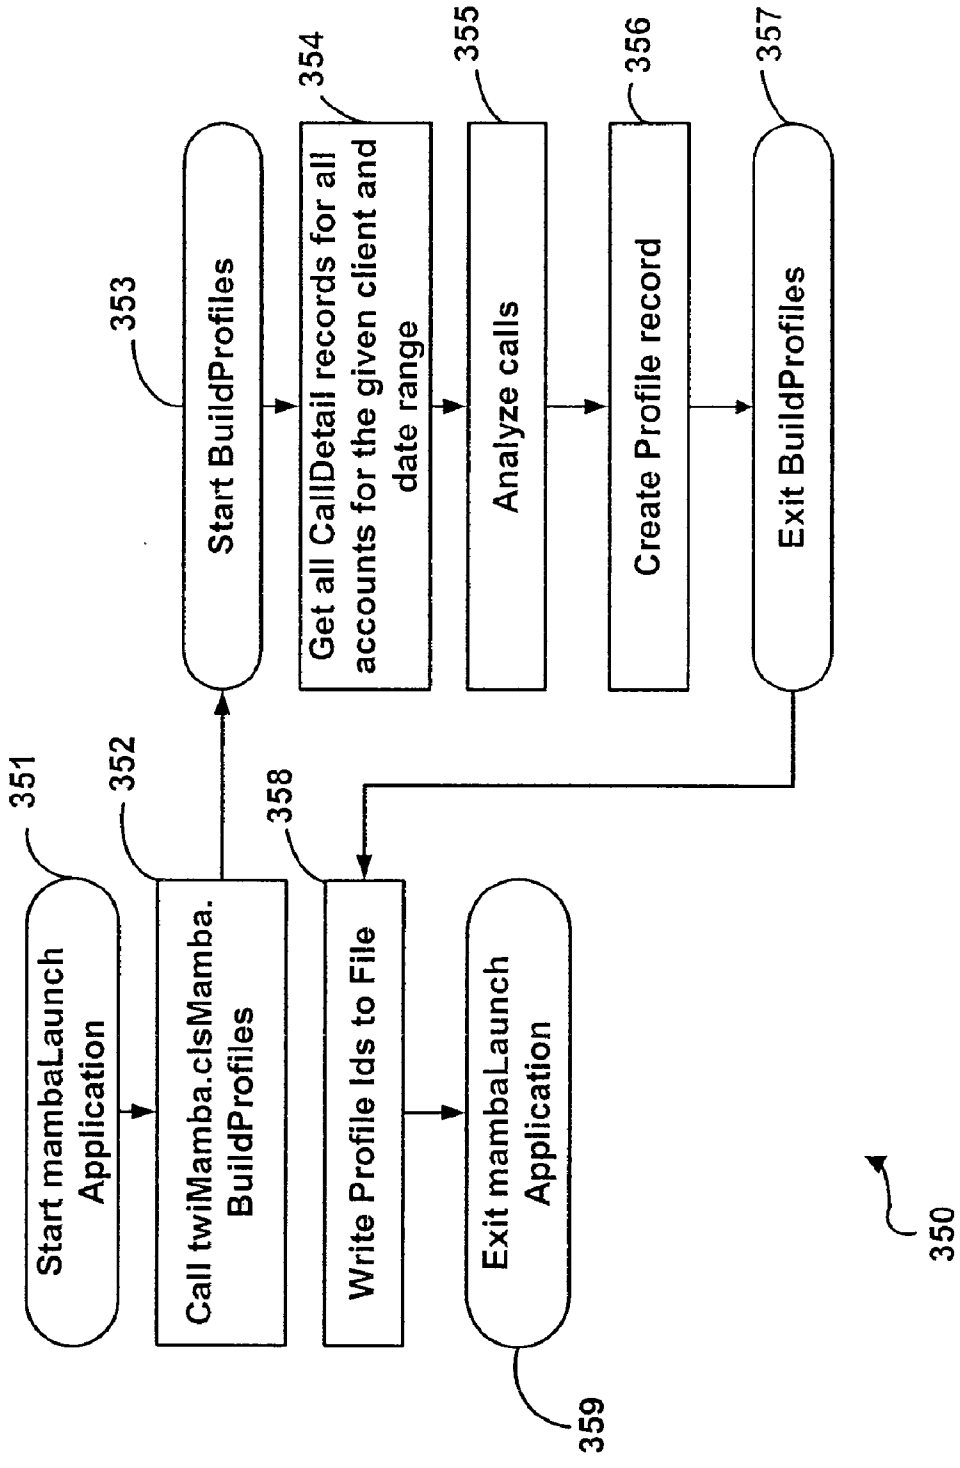 351
Start mambaLaunch
Application
352
Call twiMamba.clsMamba.
BuildProfiles
353
Start BuildProfiles
354
Get all CallDetail records for all
accounts for the given client and
date range
355
Analyze calls
356
Create Profile record
357
Exit BuildProfiles
358
Write Profile Ids to File
Exit mambaLaunch
Application
359
350